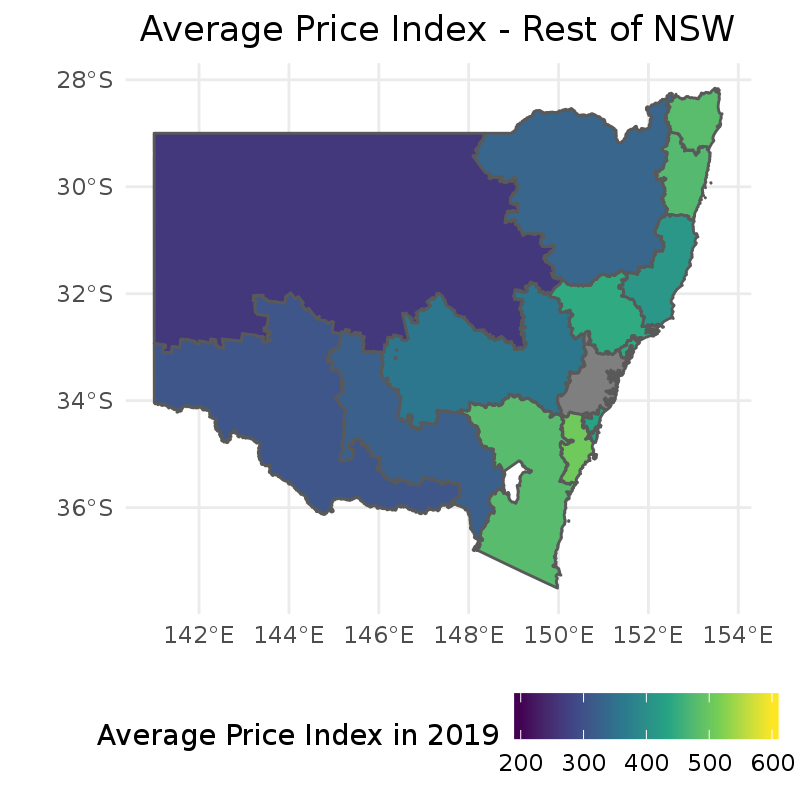 Average Price Index - Rest of NSW
28°S
30°S
32°S
34°S
36°S
142°E 144°E 146°E 148°E 150°E 152°E 154°E
Average Price Index in 2019
200 300 400 500 600